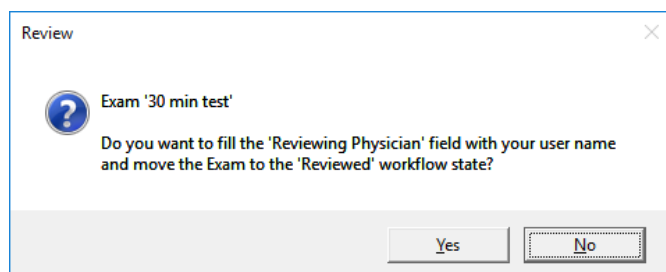 Review
Exam '30 min test'
Do you want to fill the 'Reviewing Physician' field with your user name
and move the Exam to the 'Reviewed' workflow state?
Yes
No